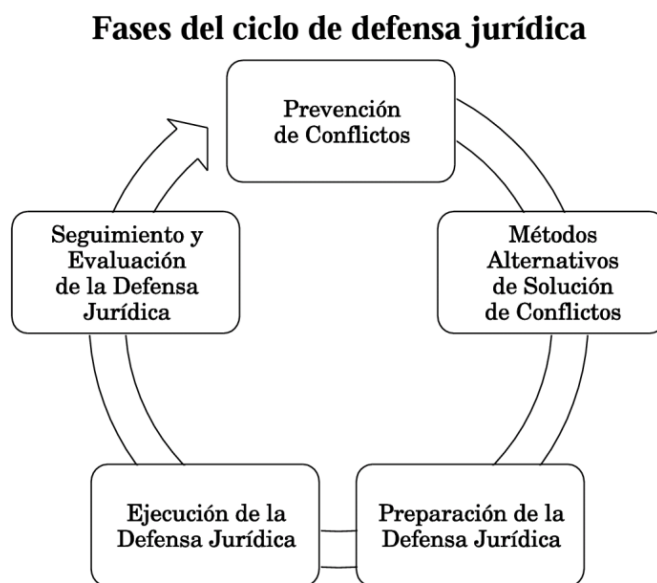 Fases del ciclo de defensa jurídica
Prevención
de Conflictos
Métodos
Alternativos
de Solución
de Conflictos
Preparación de la
Defensa Jurídica
Ejecución de la
Defensa Jurídica
Seguimiento y
Evaluación
de la Defensa
Jurídica